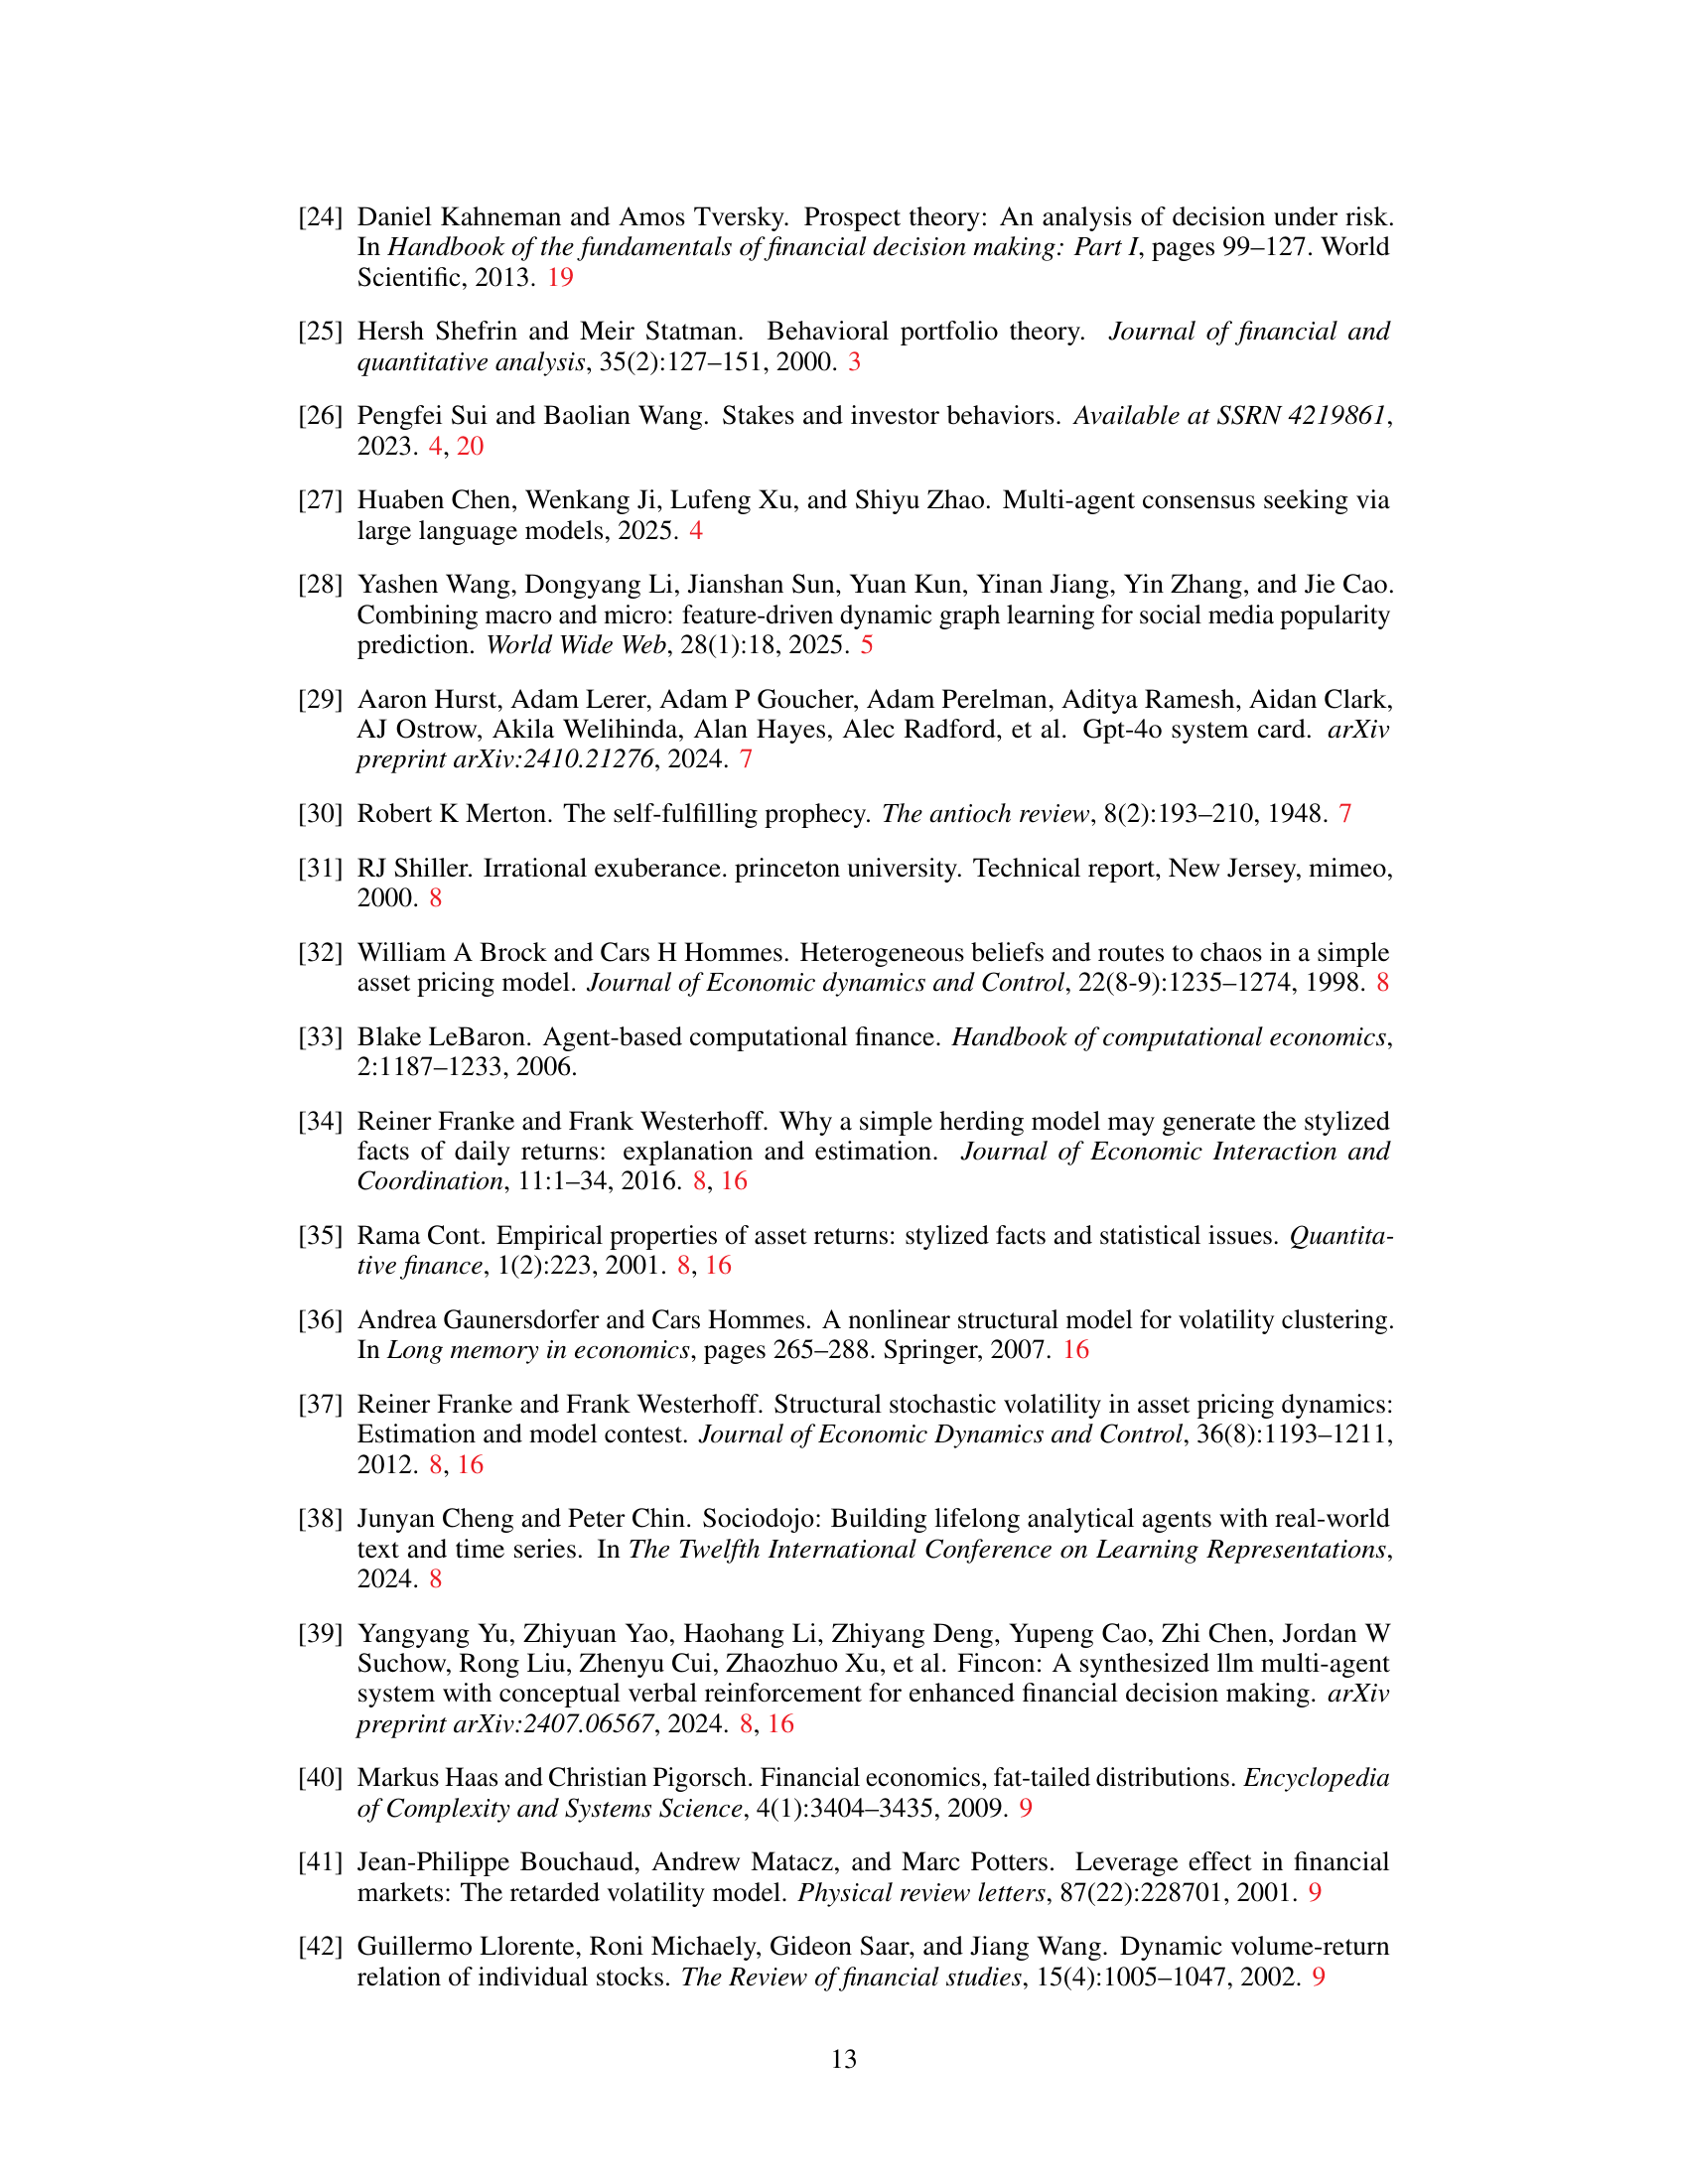 [24] Daniel Kahneman and Amos Tversky. Prospect theory: An analysis of decision under risk.
In Handbook of the fundamentals of financial decision making: Part I, pages 99–127. World
Scientific, 2013. 19
[25] Hersh Shefrin and Meir Statman. Behavioral portfolio theory. Journal of financial and
quantitative analysis, 35(2):127–151, 2000. 3
[26] Pengfei Sui and Baolian Wang. Stakes and investor behaviors. Available at SSRN 4219861,
2023. 4, 20
[27] Huaben Chen, Wenkang Ji, Lufeng Xu, and Shiyu Zhao. Multi-agent consensus seeking via
large language models, 2025. 4
[28] Yashen Wang, Dongyang Li, Jianshan Sun, Yuan Kun, Yinan Jiang, Yin Zhang, and Jie Cao.
Combining macro and micro: feature-driven dynamic graph learning for social media popularity
prediction. World Wide Web, 28(1):18, 2025. 5
[29] Aaron Hurst, Adam Lerer, Adam P Goucher, Adam Perelman, Aditya Ramesh, Aidan Clark,
AJ Ostrow, Akila Welihinda, Alan Hayes, Alec Radford, et al. Gpt-4o system card. arXiv
preprint arXiv:2410.21276, 2024. 7
[30] Robert K Merton. The self-fulfilling prophecy. The antioch review, 8(2):193–210, 1948. 7
[31] RJ Shiller. Irrational exuberance. princeton university. Technical report, New Jersey, mimeo,
2000. 8
[32] William A Brock and Cars H Hommes. Heterogeneous beliefs and routes to chaos in a simple
asset pricing model. Journal of Economic dynamics and Control, 22(8-9):1235–1274, 1998. 8
[33] Blake LeBaron. Agent-based computational finance. Handbook of computational economics,
2:1187–1233, 2006.
[34] Reiner Franke and Frank Westerhoff. Why a simple herding model may generate the stylized
facts of daily returns: explanation and estimation. Journal of Economic Interaction and
Coordination, 11:1–34, 2016. 8, 16
[35] Rama Cont. Empirical properties of asset returns: stylized facts and statistical issues. Quantita-
tive finance, 1(2):223, 2001. 8, 16
[36] Andrea Gaunersdorfer and Cars Hommes. A nonlinear structural model for volatility clustering.
In Long memory in economics, pages 265–288. Springer, 2007. 16
[37] Reiner Franke and Frank Westerhoff. Structural stochastic volatility in asset pricing dynamics:
Estimation and model contest. Journal of Economic Dynamics and Control, 36(8):1193–1211,
2012. 8, 16
[38] Junyan Cheng and Peter Chin. Sociodojo: Building lifelong analytical agents with real-world
text and time series. In The Twelfth International Conference on Learning Representations,
2024. 8
[39] Yangyang Yu, Zhiyuan Yao, Haohang Li, Zhiyang Deng, Yupeng Cao, Zhi Chen, Jordan W
Suchow, Rong Liu, Zhenyu Cui, Zhaozhuo Xu, et al. Fincon: A synthesized llm multi-agent
system with conceptual verbal reinforcement for enhanced financial decision making. arXiv
preprint arXiv:2407.06567, 2024. 8, 16
[40] Markus Haas and Christian Pigorsch. Financial economics, fat-tailed distributions. Encyclopedia
of Complexity and Systems Science, 4(1):3404–3435, 2009. 9
[41] Jean-Philippe Bouchaud, Andrew Matacz, and Marc Potters. Leverage effect in financial
markets: The retarded volatility model. Physical review letters, 87(22):228701, 2001. 9
[42] Guillermo Llorente, Roni Michaely, Gideon Saar, and Jiang Wang. Dynamic volume-return
relation of individual stocks. The Review of financial studies, 15(4):1005–1047, 2002. 9
13